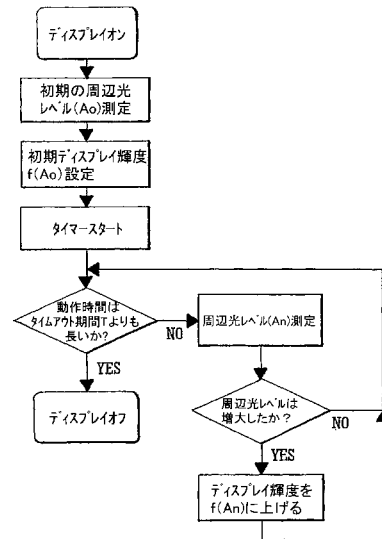 ディスプレイオン
初期の周辺光
レベル(Ao)測定
初期ディスプレイ輝度
f(Ao)設定
タイマースタート
動作時間は
タイムアウト期間Tよりも
長いか?
NO
YES
ディスプレイオフ
周辺光レベル(An)測定
周辺光レベルは
増大したか?
NO
YES
ディスプレイ輝度を
f(An)に上げる